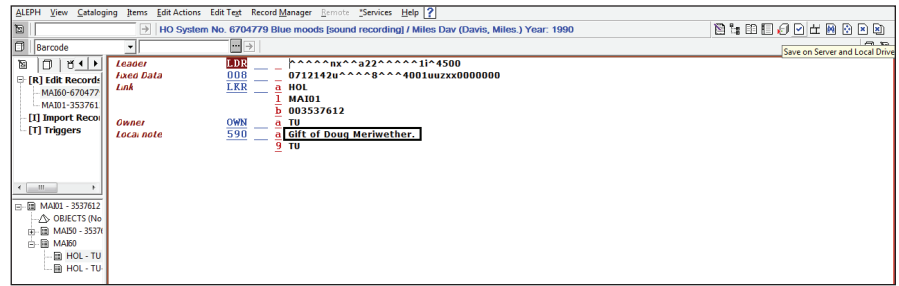 ALEPH View Cataloging Items Edit Actions Edit Text Record Manager Remote *Services Help ?
HO System No. 6704779 Blue moods [sound recording] / Miles Dav (Davis, Miles.) Year: 1990
Barcode
Save on Server and Local Drive
[R] Edit Records
MAI60-67047
MAI01-353761
[I] Import Recor
[T] Triggers
MAI01 - 3537612
OBJECTS (No
MAI50 - 3537
MAI60
HOL - TU
HOL - TU
Leader LDR ^^^^^nx^^a22^^^^^1i^4500
Fixed Data 008 0712142u^^^^8^^^4001uuzxx0000000
Link LKR a HOL
l MAI01
b 003537612
Owner OWN a TU
Local note 590 a Gift of Doug Meriwether.
9 TU